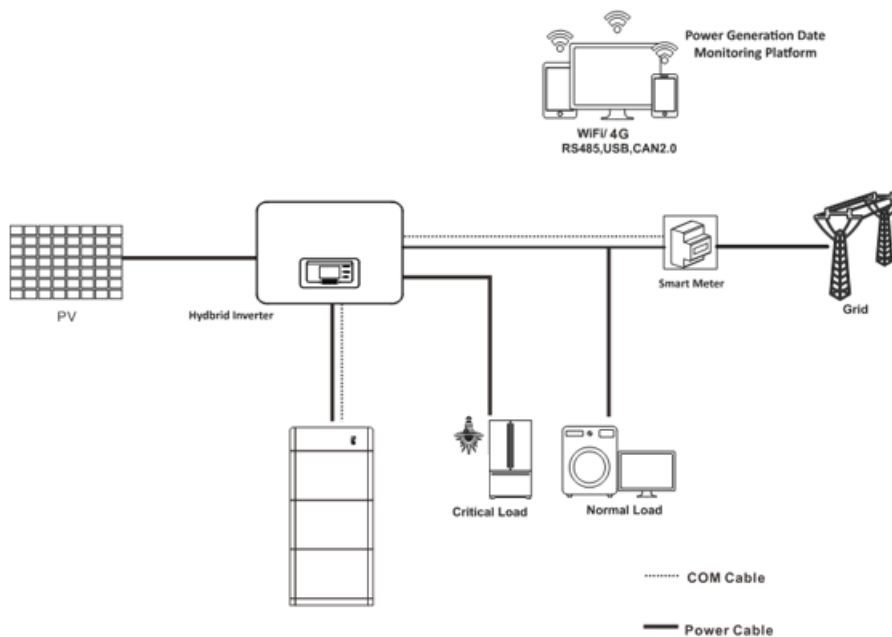 Power Generation Date
Monitoring Platform
WiFi/ 4G
RS485,USB,CAN2.0
PV
Hydbrid Inverter
Smart Meter
Grid
Critical Load
Normal Load
COM Cable
Power Cable